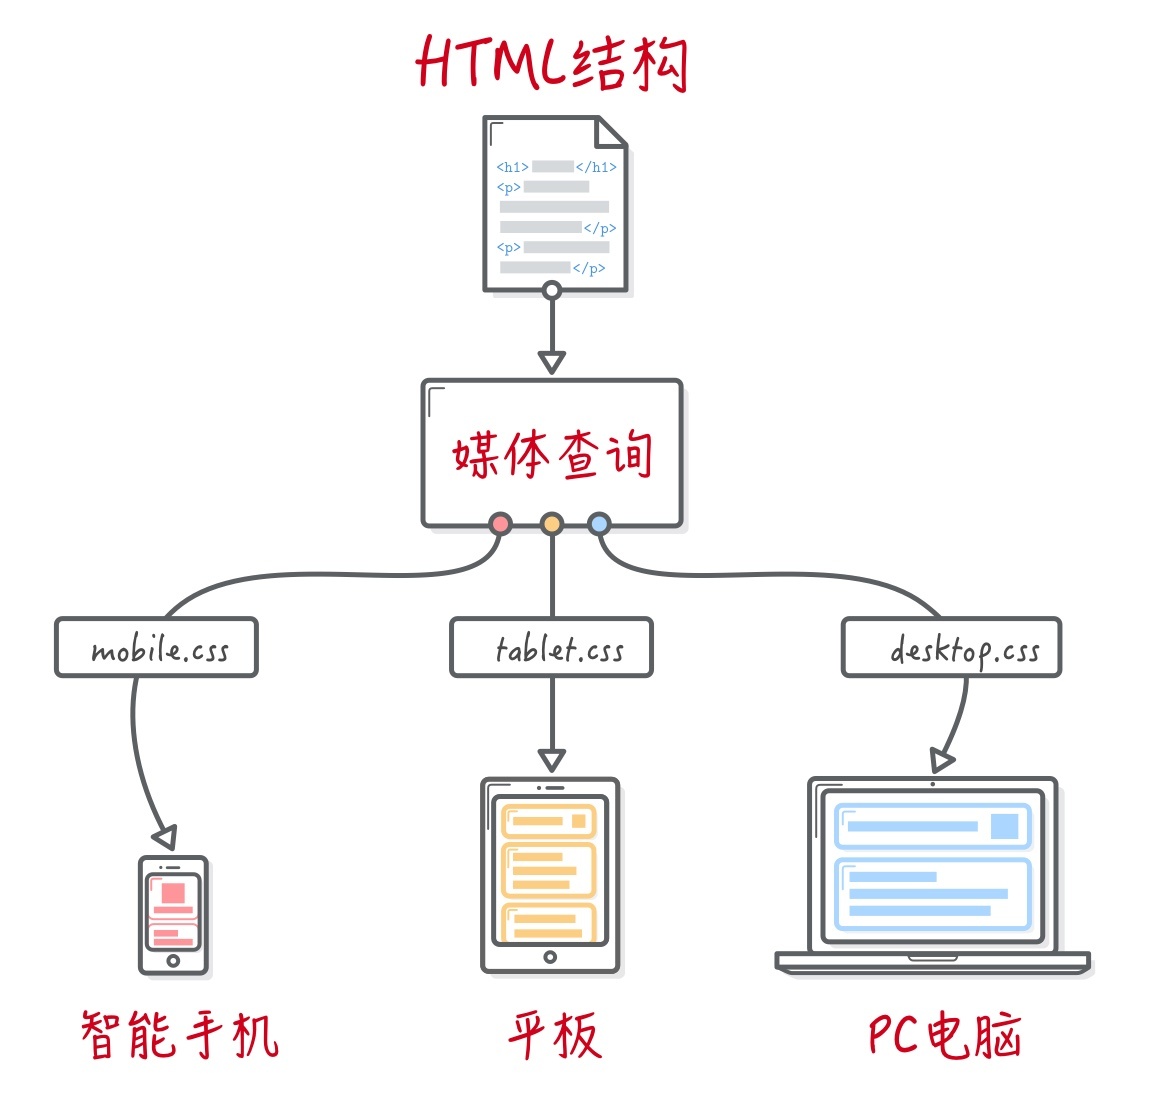 HTML结构
<h1> </h1>
<p>
</p>
<p>
</p>
媒体查询
mobile.css
tablet.css
desktop.css
智能手机
平板
PC电脑